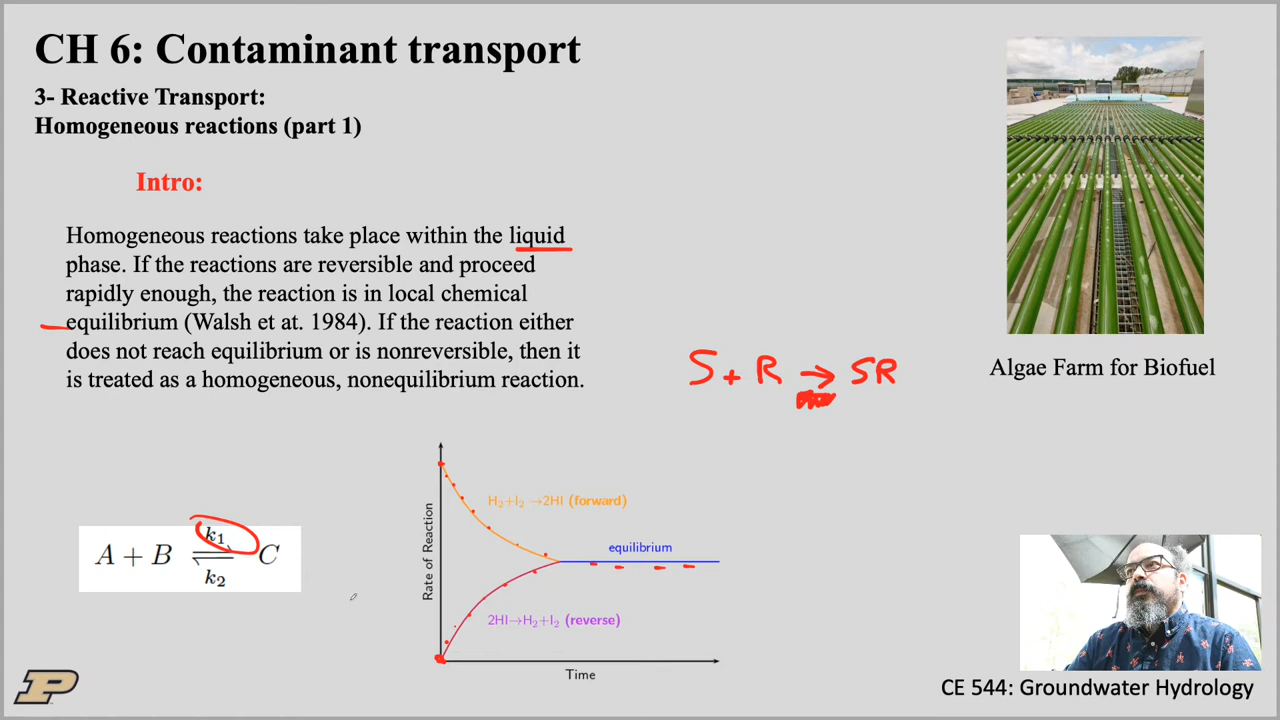 CH 6: Contaminant transport
3- Reactive Transport:
Homogeneous reactions (part 1)
Intro:
Homogeneous reactions take place within the liquid
phase. If the reactions are reversible and proceed
rapidly enough, the reaction is in local chemical
equilibrium (Walsh et at. 1984). If the reaction either
does not reach equilibrium or is nonreversible, then it
is treated as a homogeneous, nonequilibrium reaction.
S + R → SR
Algae Farm for Biofuel
A + B ⇌ C
k₁
k₂
Rate of Reaction
H₂+I₂ →2HI (forward)
equilibrium
2HI→H₂+I₂ (reverse)
Time
P
CE 544: Groundwater Hydrology